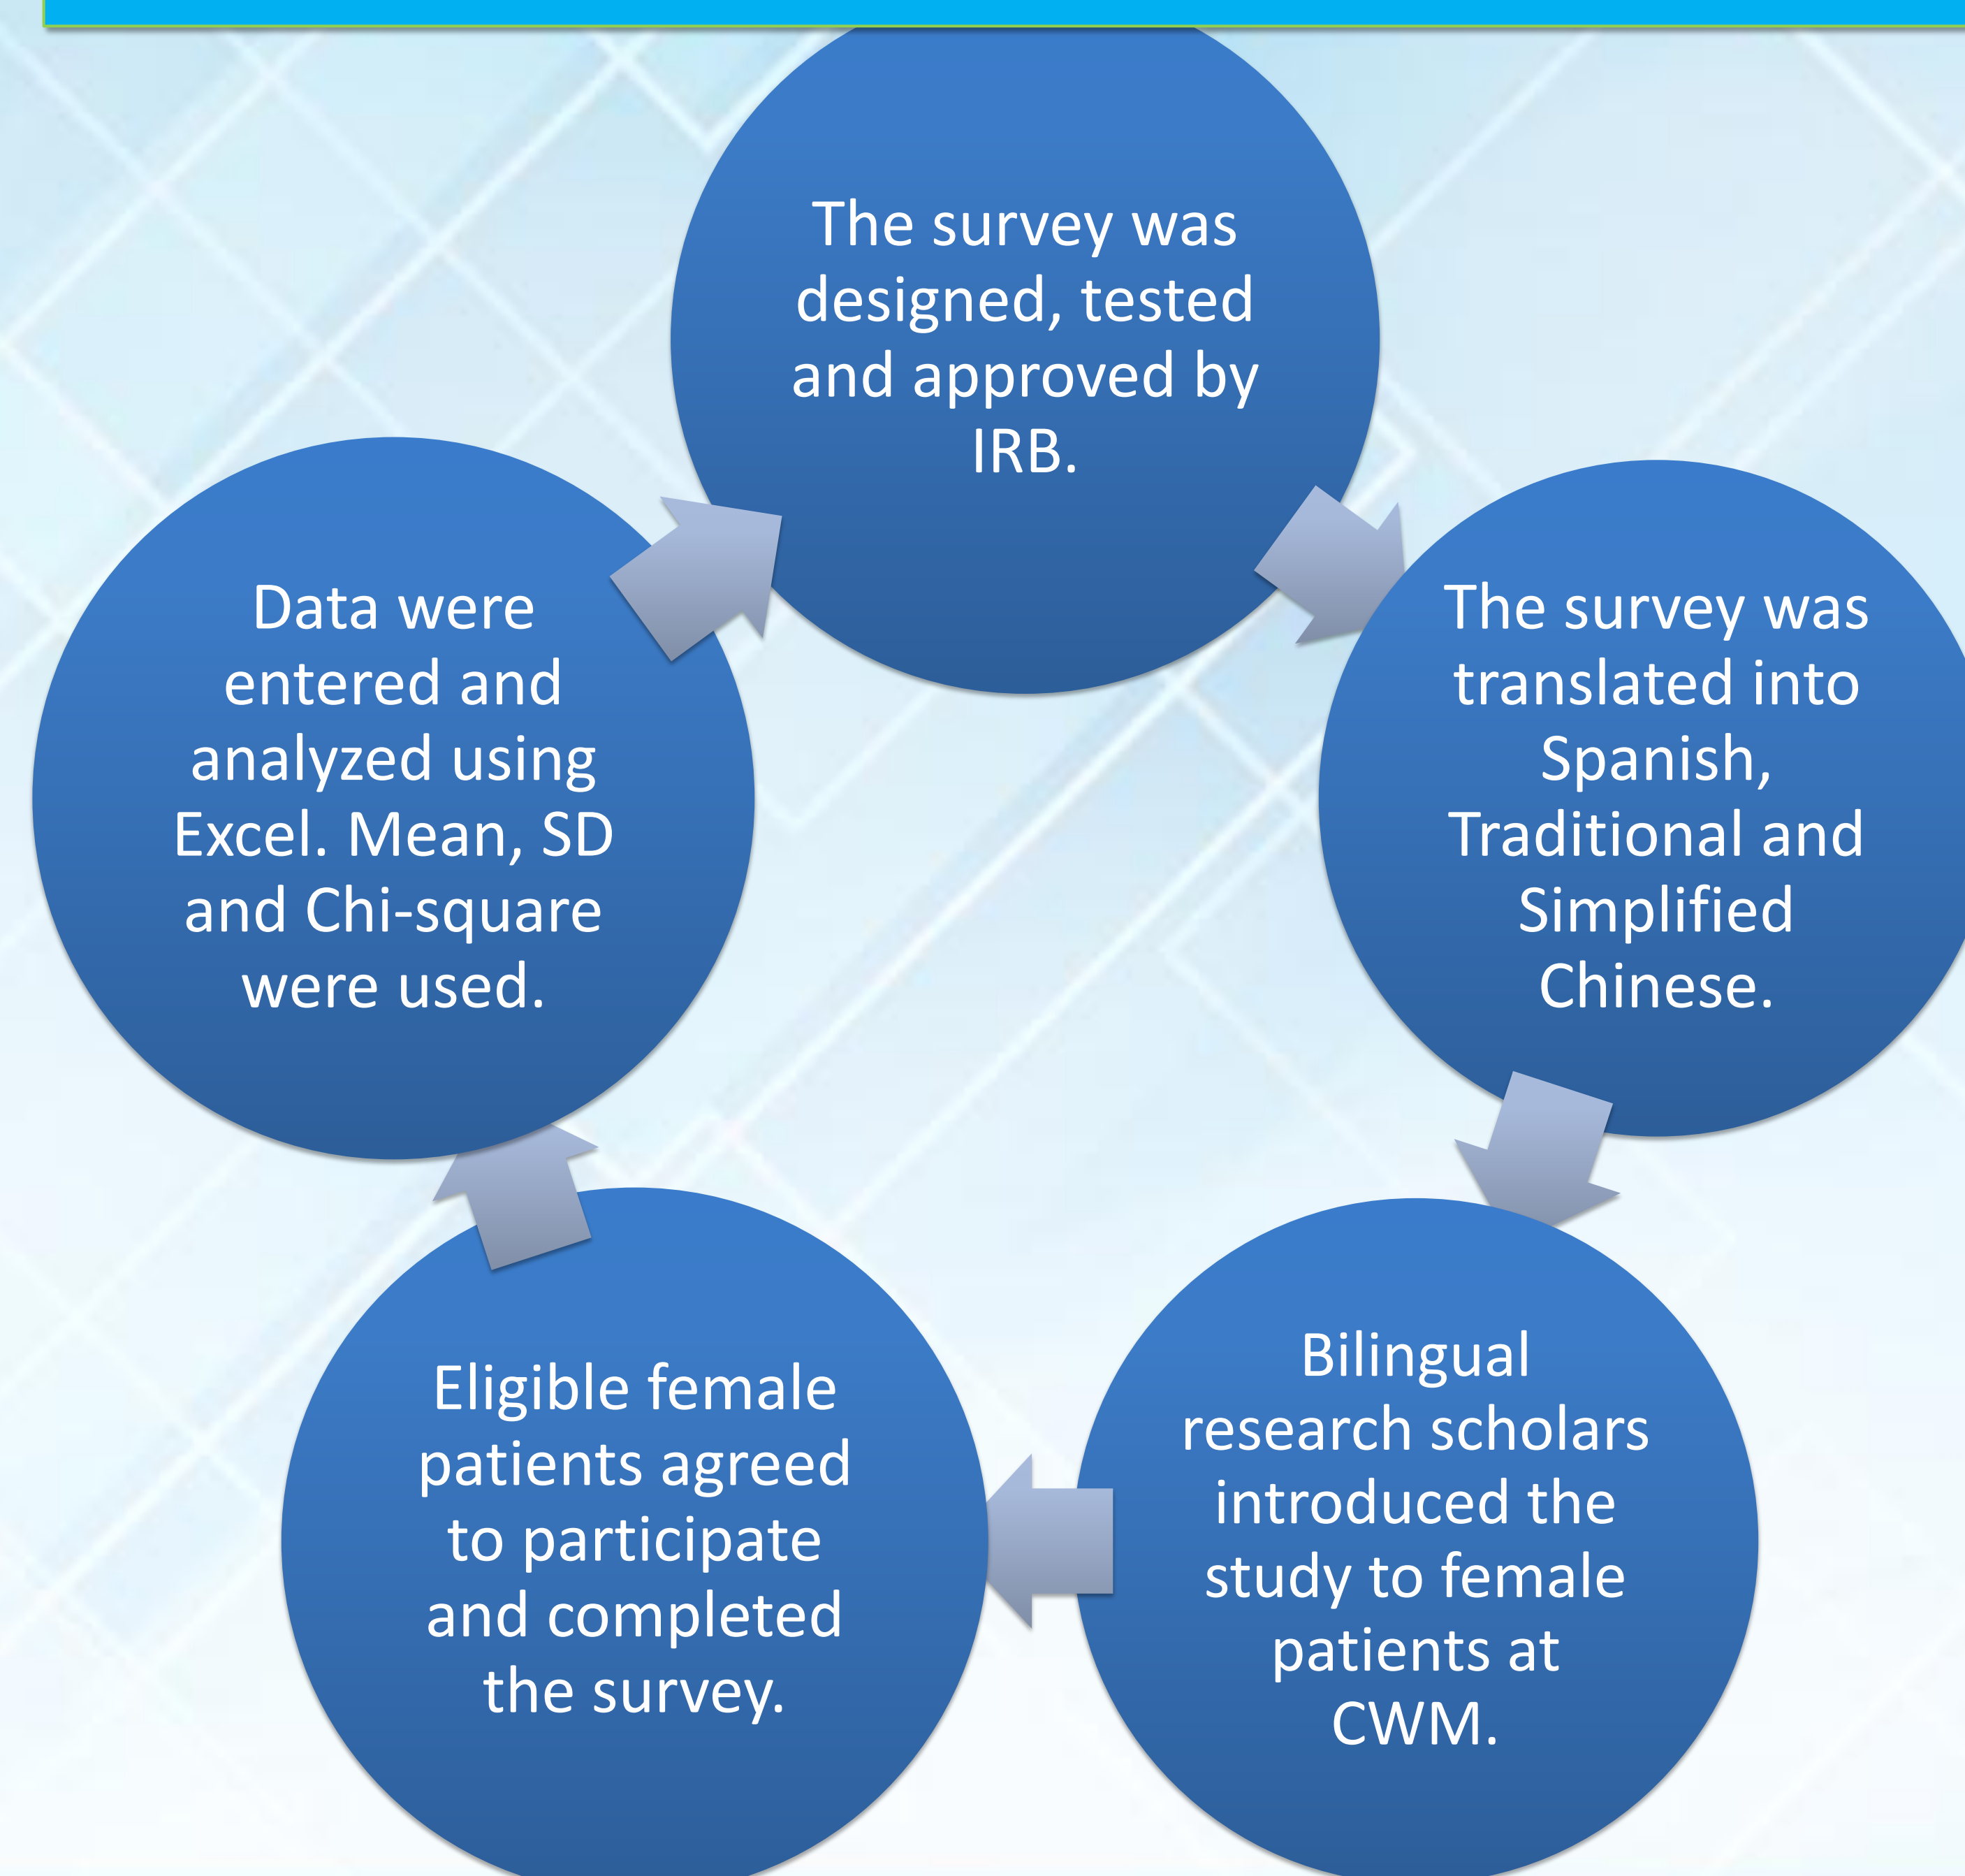 The survey was
designed, tested
and approved by
IRB.
The survey was
translated into
Spanish,
Traditional and
Simplified
Chinese.
Bilingual
research scholars
introduced the
study to female
patients at
CWM.
Eligible female
patients agreed
to participate
and completed
the survey.
Data were
entered and
analyzed using
Excel. Mean, SD
and Chi-square
were used.